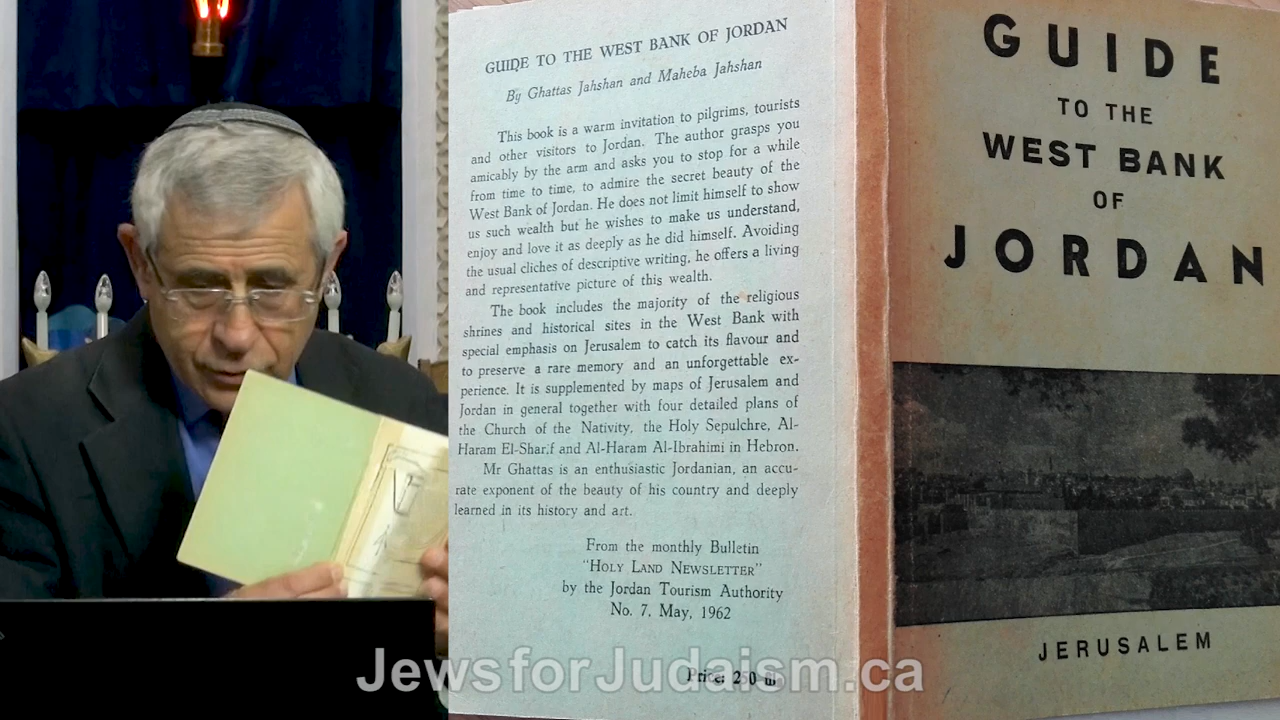 GUIDE TO THE WEST BANK OF JORDAN
By Ghattas Jahshan and Maheba Jahshan
This book is a warm invitation to pilgrims, tourists
and other visitors to Jordan. The author grasps you
amicably by the arm and asks you to stop for a while
from time to time, to admire the secret beauty of the
West Bank of Jordan. He does not limit himself to show
us such wealth but he wishes to make us understand,
enjoy and love it as deeply as he did himself. Avoiding
the usual cliches of descriptive writing, he offers a living
and representative picture of this wealth.
The book includes the majority of the religious
shrines and historical sites in the West Bank with
special emphasis on Jerusalem to catch its flavour and
to preserve a rare memory and an unforgettable ex-
perience. It is supplemented by maps of Jerusalem and
Jordan in general together with four detailed plans of
the Church of the Nativity, the Holy Sepulchre, Al-
Haram El-Shar.f and Al-Haram Al-Ibrahimi in Hebron.
Mr Ghattas is an enthusiastic Jordanian, an accu-
rate exponent of the beauty of his country and deeply
learned in its history and art.
From the monthly Bulletin
"HOLY LAND NEWSLETTER"
by the Jordan Tourism Authority
No. 7. May, 1962
Price: 250
GUIDE
TO THE
WEST BANK
OF
JORDAN
JERUSALEM
JewsforJudaism.ca